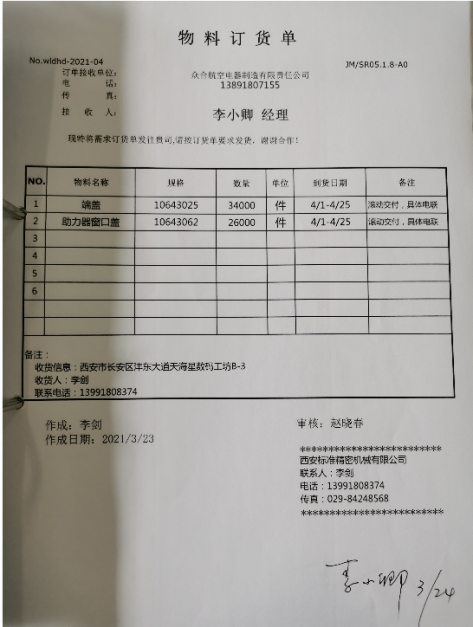 物料订货单
No.wldhd-2021-04
JM/SR05.1.8-A0
订单接收单位: 众合航空电器制造有限责任公司
电 话: 13891807155
传 真:
接 收 人: 李小卿 经理
现将需求订货单发往贵司,请按订货单要求发货，谢谢合作!
NO. 物料名称 规格 数量 单位 到货日期 备注
1 端盖 10643025 34000 件 4/1-4/25 滚动交付，具体电联
2 助力器窗口盖 10643062 26000 件 4/1-4/25 滚动交付，具体电联
3
4
5
6
备注：
收货信息：西安市长安区沣东大道天海星数码工坊B-3
收货人：李剑
联系电话：13991808374
作成：李剑
审核：赵晓春
作成日期：2021/3/23
**************************
西安标准精密机械有限公司
联系人：李剑
电话：13991808374
传真：029-84248568
**************************
李小卿 3/24